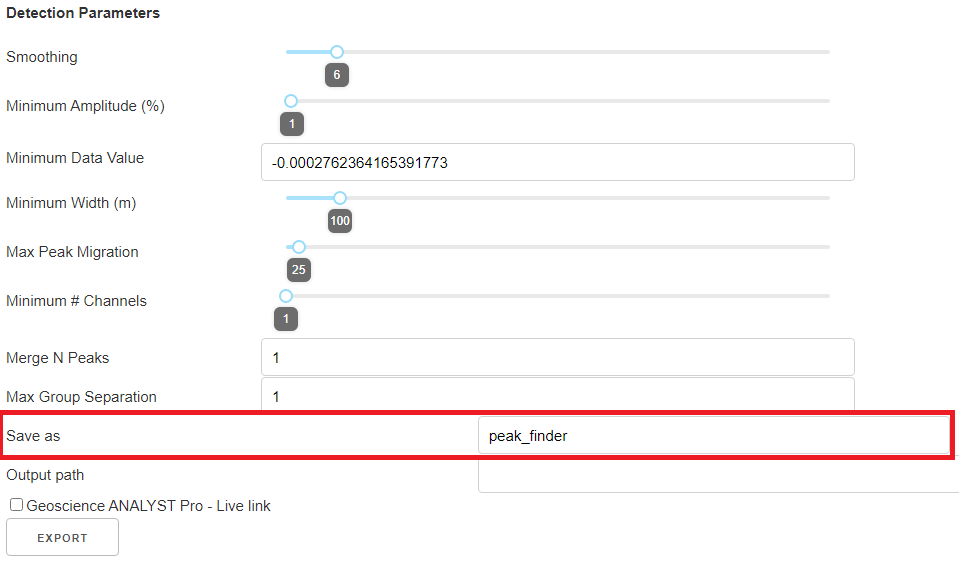 Detection Parameters
Smoothing
6
Minimum Amplitude (%)
1
Minimum Data Value -0.0002762364165391773
Minimum Width (m)
100
Max Peak Migration
25
Minimum # Channels
1
Merge N Peaks 1
Max Group Separation 1
Save as peak_finder
Output path
Geoscience ANALYST Pro - Live link
EXPORT